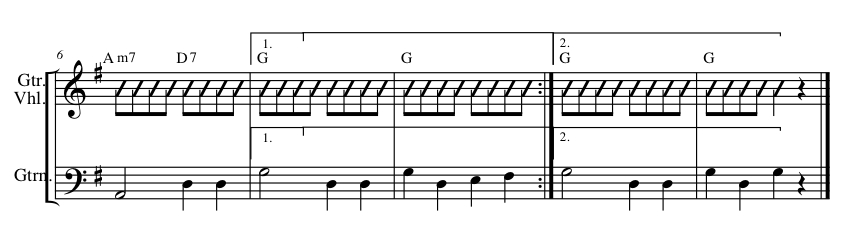 1. 2.
6 A m7 D 7 G G G G
Gtr.
Vhl.
1. 2.
Gtrn.